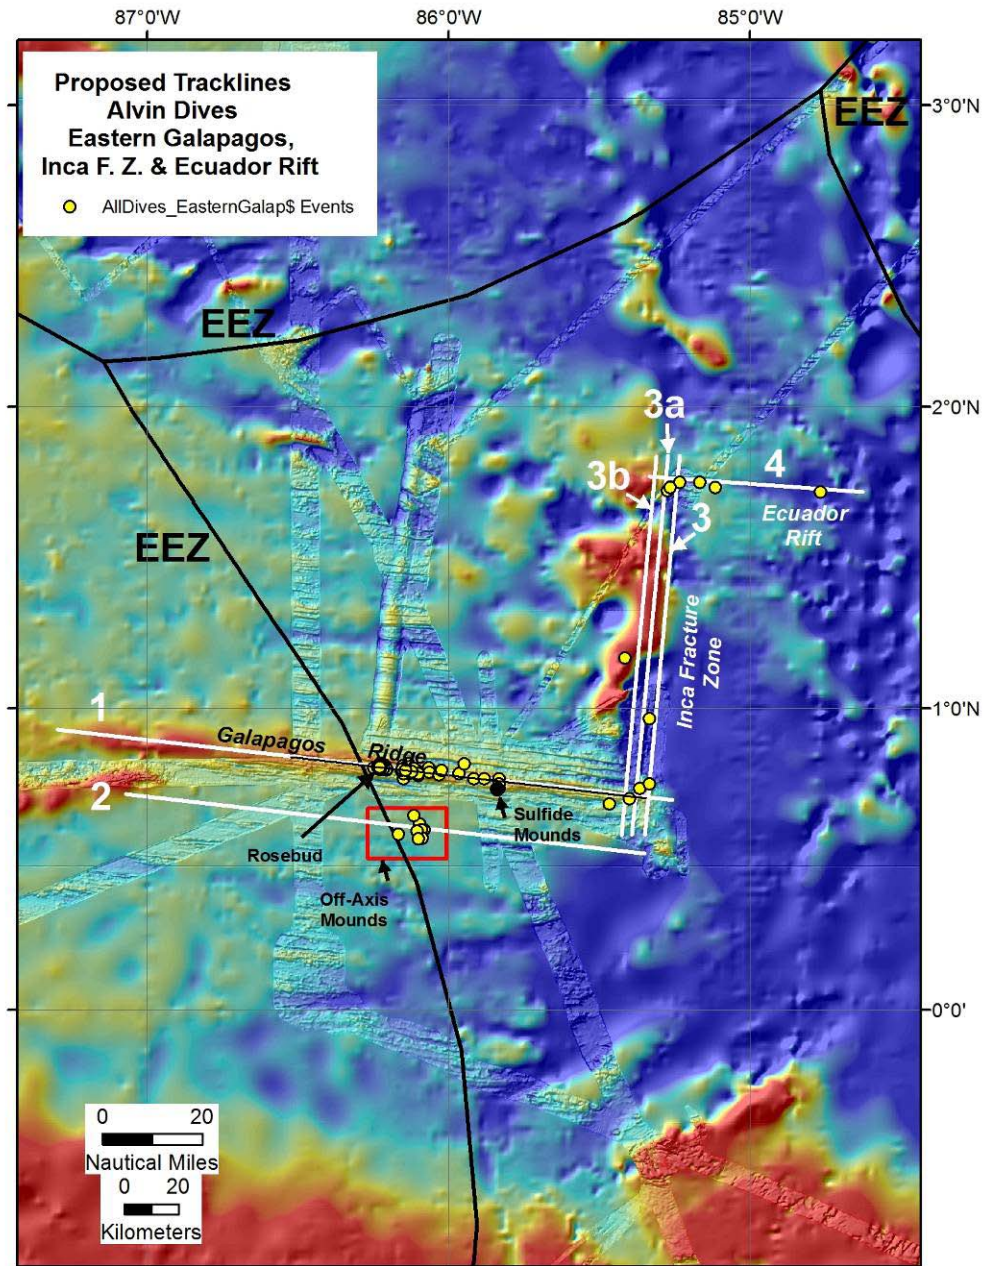 87°0'W
86°0'W
85°0'W
Proposed Tracklines
Alvin Dives
Eastern Galapagos,
Inca F. Z. & Ecuador Rift
AllDives_EasternGalap$ Events
EEZ
3°0'N
EEZ
2°0'N
3a
3b
4
3
Ecuador
Rift
EEZ
Inca Fracture
Zone
1
1°0'N
Galapagos Ridge
2
Sulfide
Mounds
Rosebud
Off-Axis
Mounds
0°0'
0 20
Nautical Miles
0 20
Kilometers